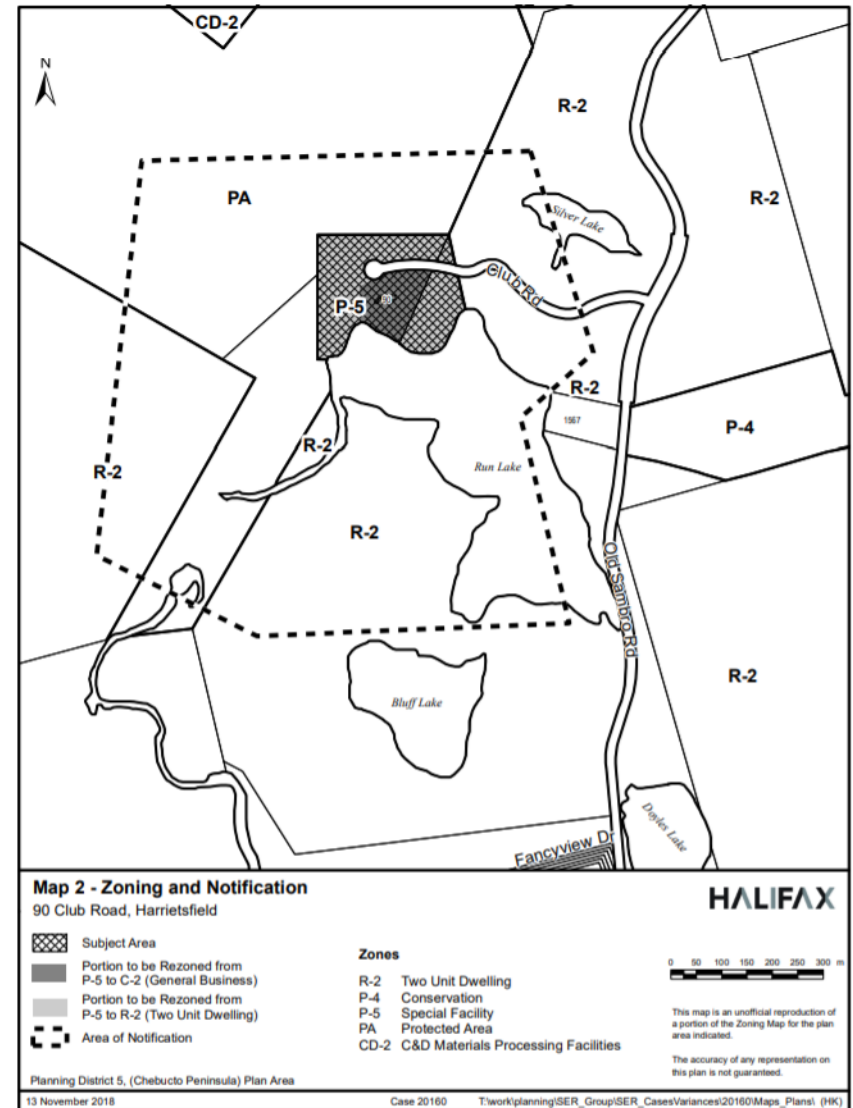 CD-2
N
R-2
PA
R-2
Silver Lake
Club Rd
P-5
90
R-2
1667
P-4
R-2
Run Lake
R-2
R-2
Old Sambro Rd
R-2
Bluff Lake
Doyles Lake
Fancyview Dr
Map 2 - Zoning and Notification
90 Club Road, Harrietsfield
HALIFAX
Subject Area
Portion to be Rezoned from
P-5 to C-2 (General Business)
Portion to be Rezoned from
P-5 to R-2 (Two Unit Dwelling)
Area of Notification
Zones
R-2 Two Unit Dwelling
P-4 Conservation
P-5 Special Facility
PA Protected Area
CD-2 C&D Materials Processing Facilities
0 50 100 150 200 250 300 m
This map is an unofficial reproduction of
a portion of the Zoning Map for the plan
area indicated.
The accuracy of any representation on
this plan is not guaranteed.
Planning District 5, (Chebucto Peninsula) Plan Area
13 November 2018
Case 20160
T:\work\planning\SER_Group\SER_CasesVariances\20160\Maps_Plans\ (HK)